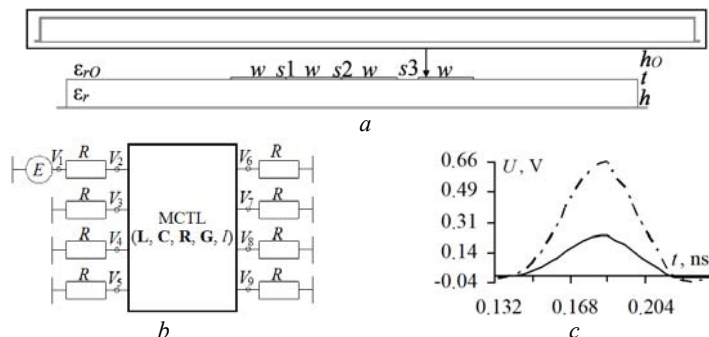 ε_rO w s1 w s2 w s3 w h_O
t
ε_r h
a
E V1 R V2 V6 R
R V3 V7 R
MCTL
(L, C, R, G, l)
R V4 V8 R
R V5 V9 R
b
0.66 U, V
0.49
0.31
0.14 t, ns
-0.04
0.132 0.168 0.204
c